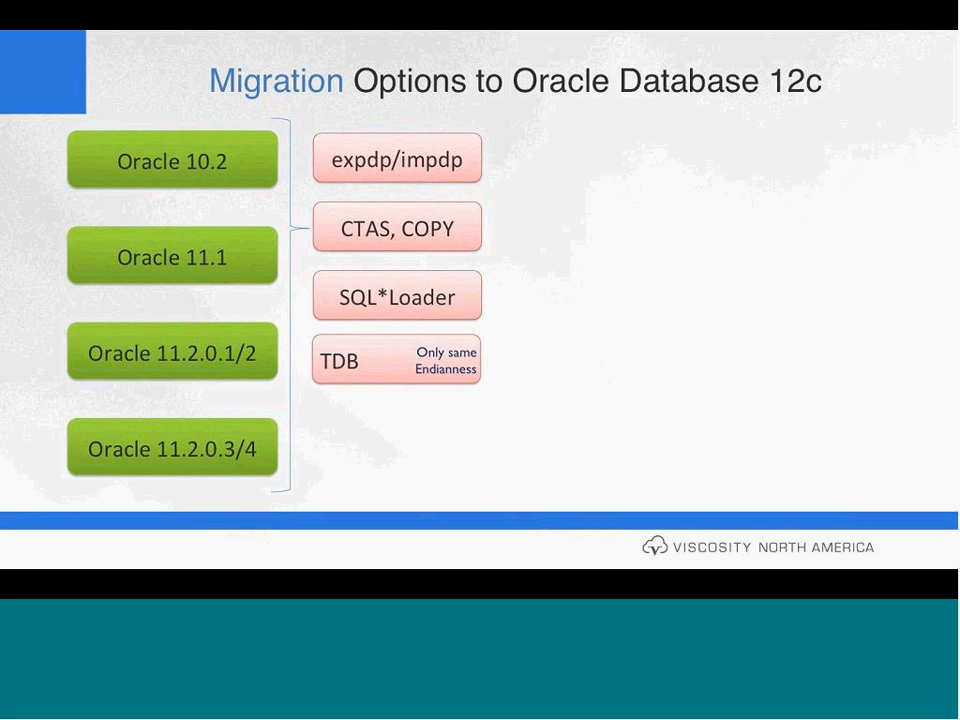 Migration Options to Oracle Database 12c
Oracle 10.2
Oracle 11.1
Oracle 11.2.0.1/2
Oracle 11.2.0.3/4
expdp/impdp
CTAS, COPY
SQL*Loader
TDB
Only same
Endianness
VISCOSITY NORTH AMERICA